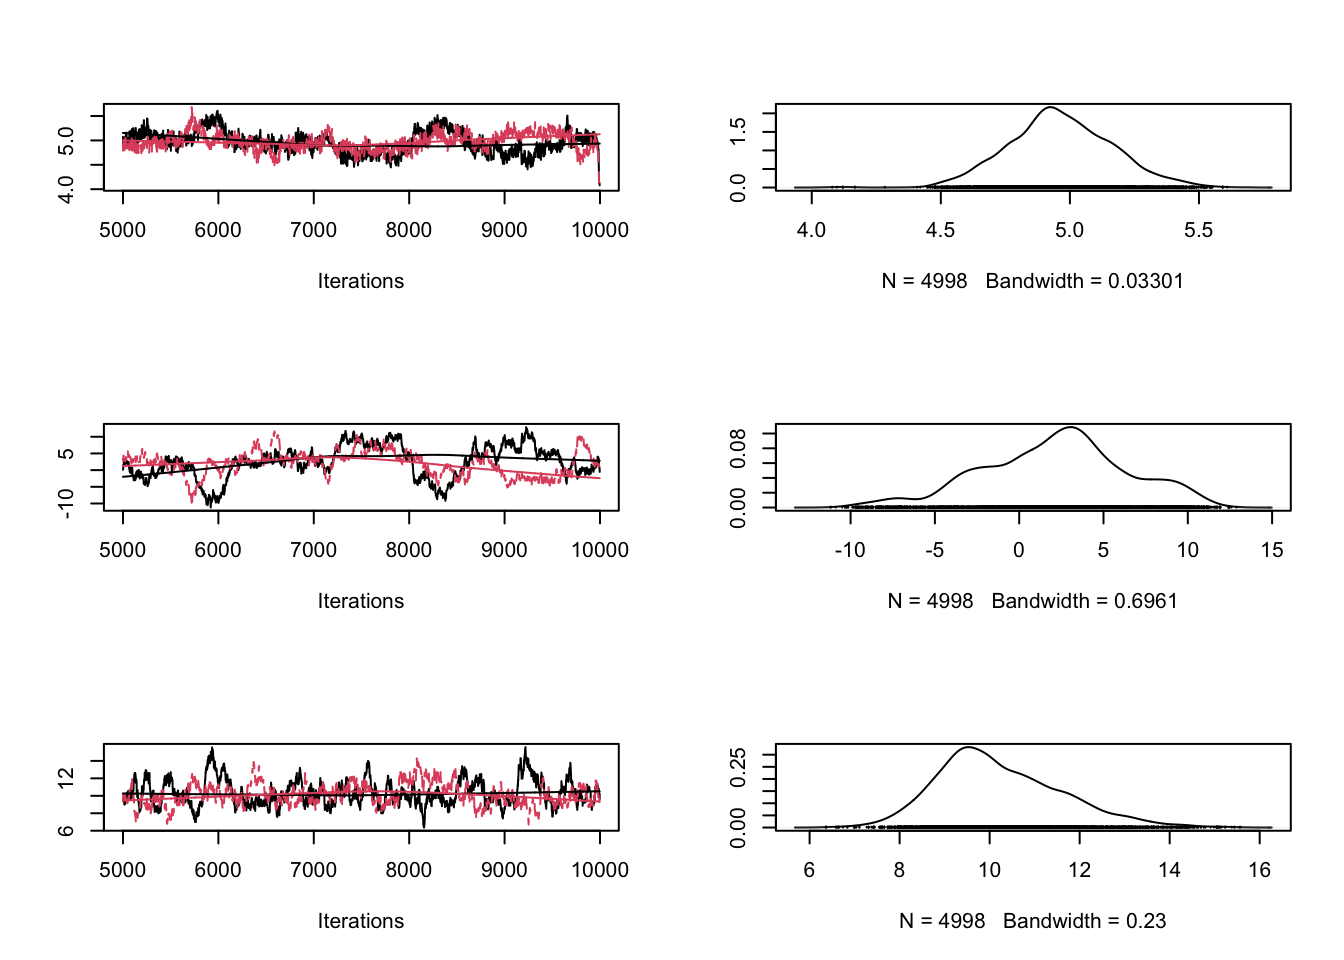 4.0 5.0
5000 6000 7000 8000 9000 10000
Iterations
0.0 1.5
4.0 4.5 5.0 5.5
N = 4998 Bandwidth = 0.03301
-10 5
5000 6000 7000 8000 9000 10000
Iterations
0.00 0.08
-10 -5 0 5 10 15
N = 4998 Bandwidth = 0.6961
6 12
5000 6000 7000 8000 9000 10000
Iterations
0.00 0.25
6 8 10 12 14 16
N = 4998 Bandwidth = 0.23